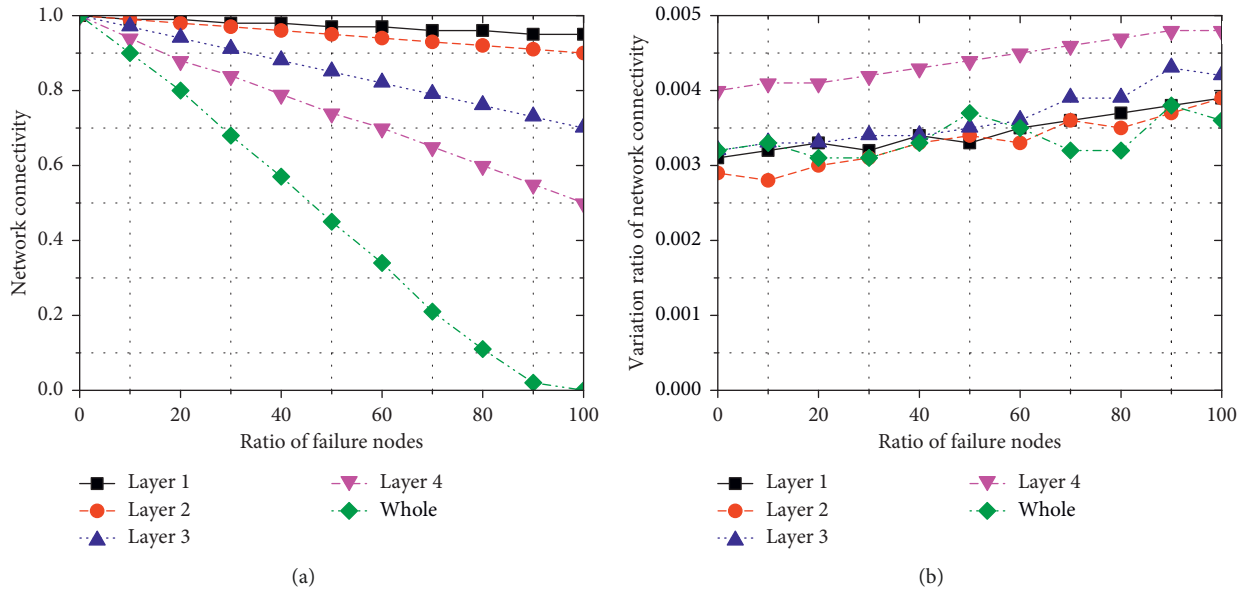 Network connectivity
1.0
0.8
0.6
0.4
0.2
0.0
0 20 40 60 80 100
Ratio of failure nodes
Layer 1
Layer 2
Layer 3
Layer 4
Whole
(a)
Variation ratio of network connectivity
0.005
0.004
0.003
0.002
0.001
0.000
0 20 40 60 80 100
Ratio of failure nodes
Layer 1
Layer 2
Layer 3
Layer 4
Whole
(b)